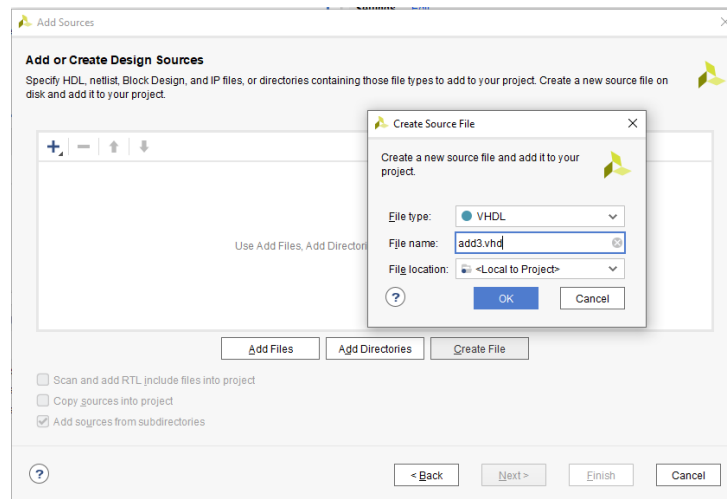 Settings Edit
Add Sources
Add or Create Design Sources
Specify HDL, netlist, Block Design, and IP files, or directories containing those file types to add to your project. Create a new source file on
disk and add it to your project.
Create Source File
Create a new source file and add it to your
project.
File type:
VHDL
File name:
add3.vhd
File location:
<Local to Project>
?
OK
Cancel
Use Add Files, Add Directori
Add Files
Add Directories
Create File
Scan and add RTL include files into project
Copy sources into project
Add sources from subdirectories
?
< Back
Next >
Finish
Cancel